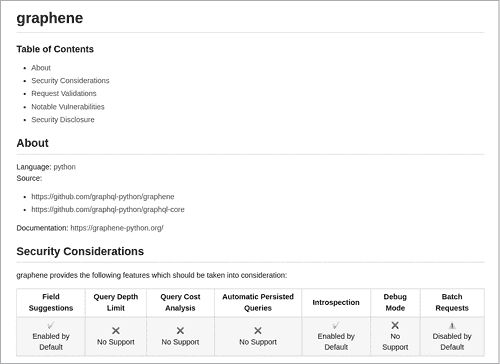 graphene
Table of Contents
About
Security Considerations
Request Validations
Notable Vulnerabilities
Security Disclosure
About
Language: python
Source:
https://github.com/graphql-python/graphene
https://github.com/graphql-python/graphql-core
Documentation: https://graphene-python.org/
Security Considerations
graphene provides the following features which should be taken into consideration:
Field Suggestions | Query Depth Limit | Query Cost Analysis | Automatic Persisted Queries | Introspection | Debug Mode | Batch Requests
Enabled by Default | No Support | No Support | No Support | Enabled by Default | No Support | Disabled by Default